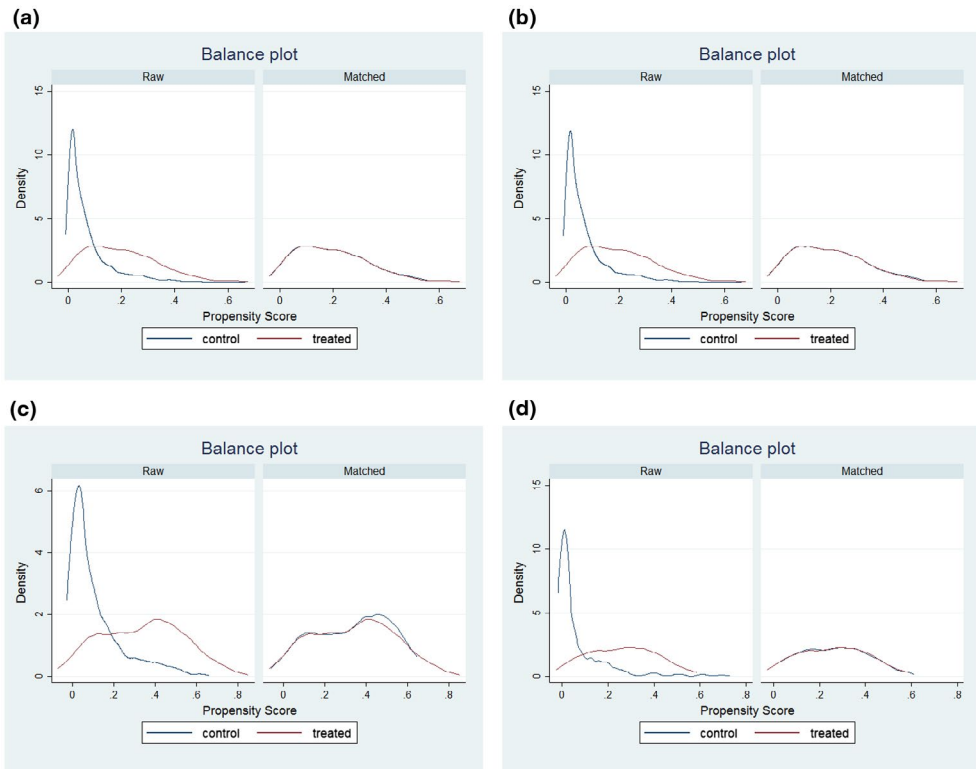 (a)
Balance plot
Raw Matched
15
10
5
0
Density
0 .2 .4 .6 0 .2 .4 .6
Propensity Score
control treated
(b)
Balance plot
Raw Matched
15
10
5
0
Density
0 .2 .4 .6 0 .2 .4 .6
Propensity Score
control treated
(c)
Balance plot
Raw Matched
6
4
2
0
Density
0 .2 .4 .6 .8 0 .2 .4 .6 .8
Propensity Score
control treated
(d)
Balance plot
Raw Matched
15
10
5
0
Density
0 .2 .4 .6 .8 0 .2 .4 .6 .8
Propensity Score
control treated